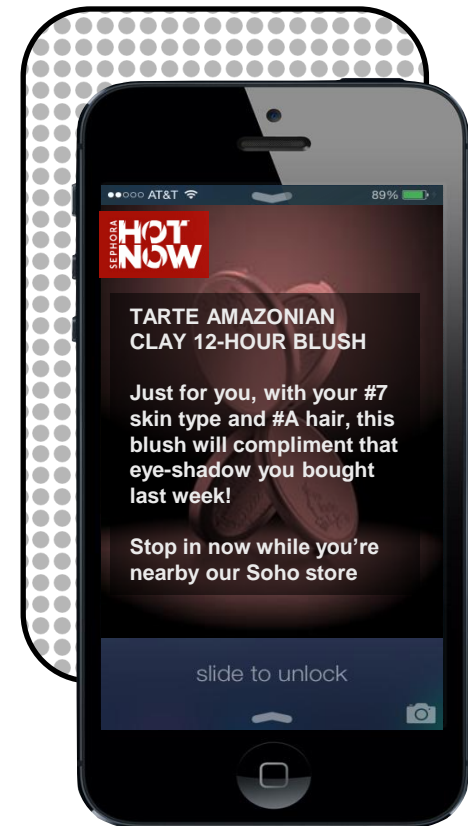 AT&T
89%
SEPHORA
HOT
NOW
TARTE AMAZONIAN
CLAY 12-HOUR BLUSH
Just for you, with your #7
skin type and #A hair, this
blush will compliment that
eye-shadow you bought
last week!
Stop in now while you’re
nearby our Soho store
slide to unlock